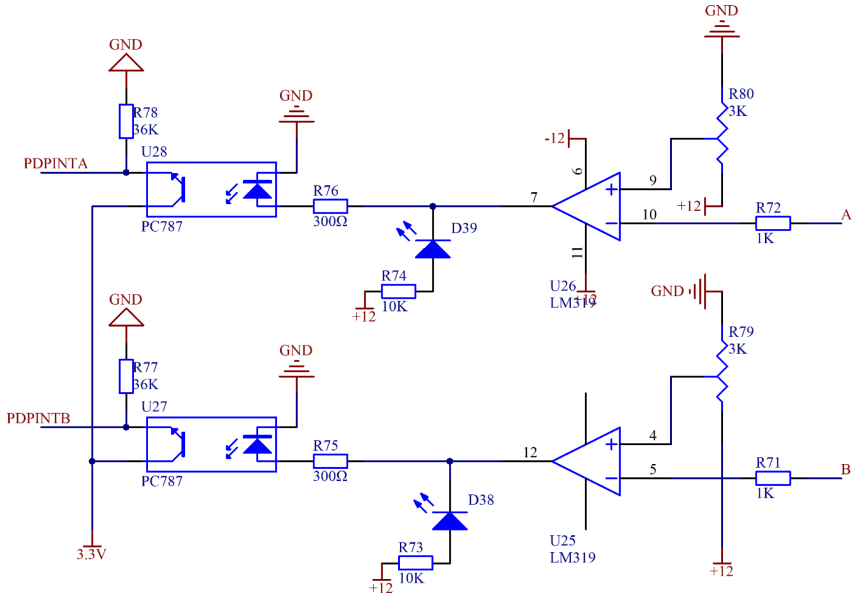 GND
GND
R80
3K
GND
R78
36K
-12
6
PDPINTA
U28
9
R76
7
+12
R72
A
10
PC787
300Ω
D39
1K
11
R74
U26
GND
10K
LM319
+12
+12
GND
R79
3K
GND
R77
36K
U27
PDPINTB
4
R75
12
R71
B
5
PC787
300Ω
1K
D38
U25
R73
LM319
3.3V
10K
+12
+12